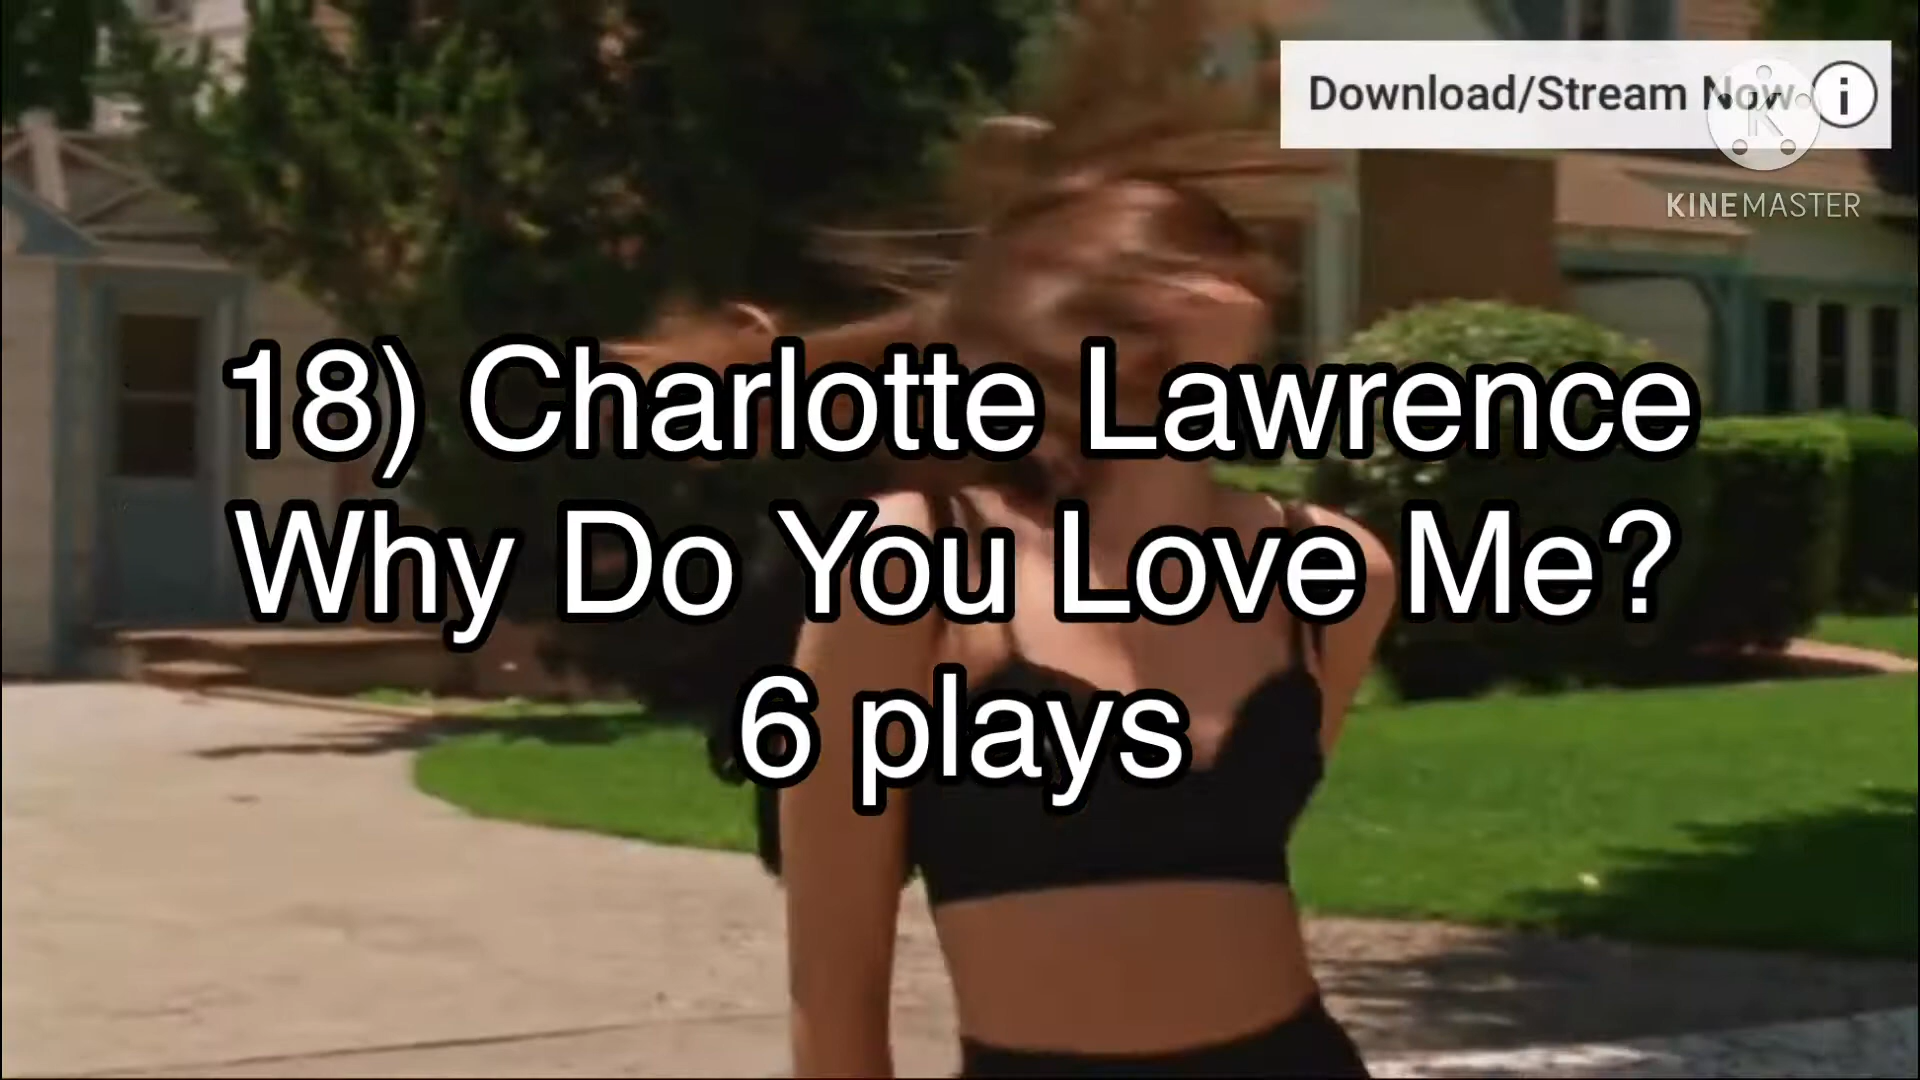 Download/Stream Now
K
KINEMASTER
18) Charlotte Lawrence
Why Do You Love Me?
6 plays